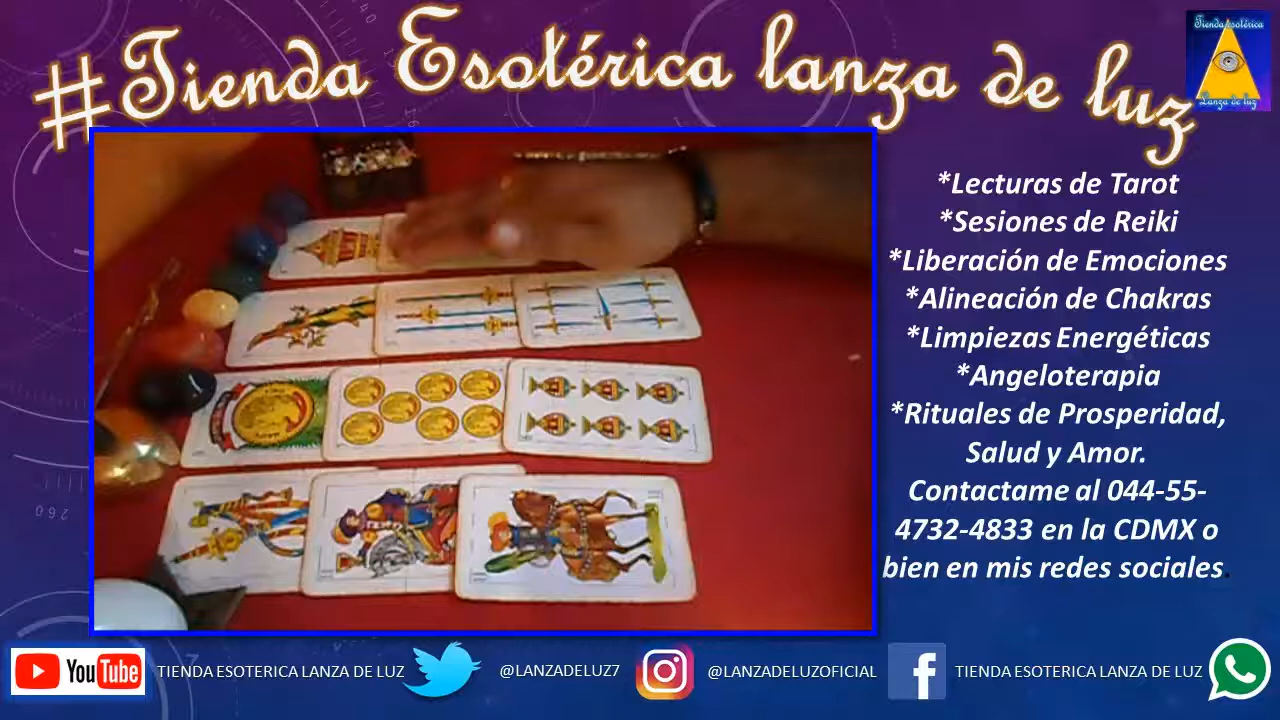 #Tienda Esotérica lanza de luz
Tienda esotérica
Lanza de luz
*Lecturas de Tarot
*Sesiones de Reiki
*Liberación de Emociones
*Alineación de Chakras
*Limpiezas Energéticas
*Angeloterapia
*Rituales de Prosperidad,
Salud y Amor.
Contactame al 044-55-
4732-4833 en la CDMX o
bien en mis redes sociales.
YouTube TIENDA ESOTERICA LANZA DE LUZ @LANZADELUZ7 @LANZADELUZOFICIAL f TIENDA ESOTERICA LANZA DE LUZ